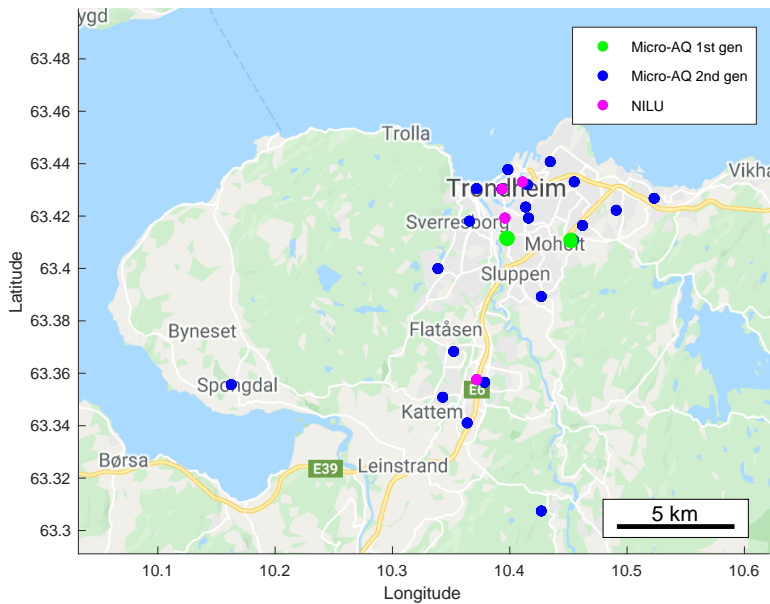 ygd
63.48
63.46
63.44
63.42
63.4
63.38
63.36
63.34
63.32
63.3
Latitude
10.1
10.2
10.3
10.4
10.5
10.6
Longitude
Micro-AQ 1st gen
Micro-AQ 2nd gen
NILU
Trolla
Vikha
Trondheim
Sverresborg
Moholt
Sluppen
Byneset
Flatåsen
Spongdal
E6
Kattem
Børsa
E39
Leinstrand
5 km